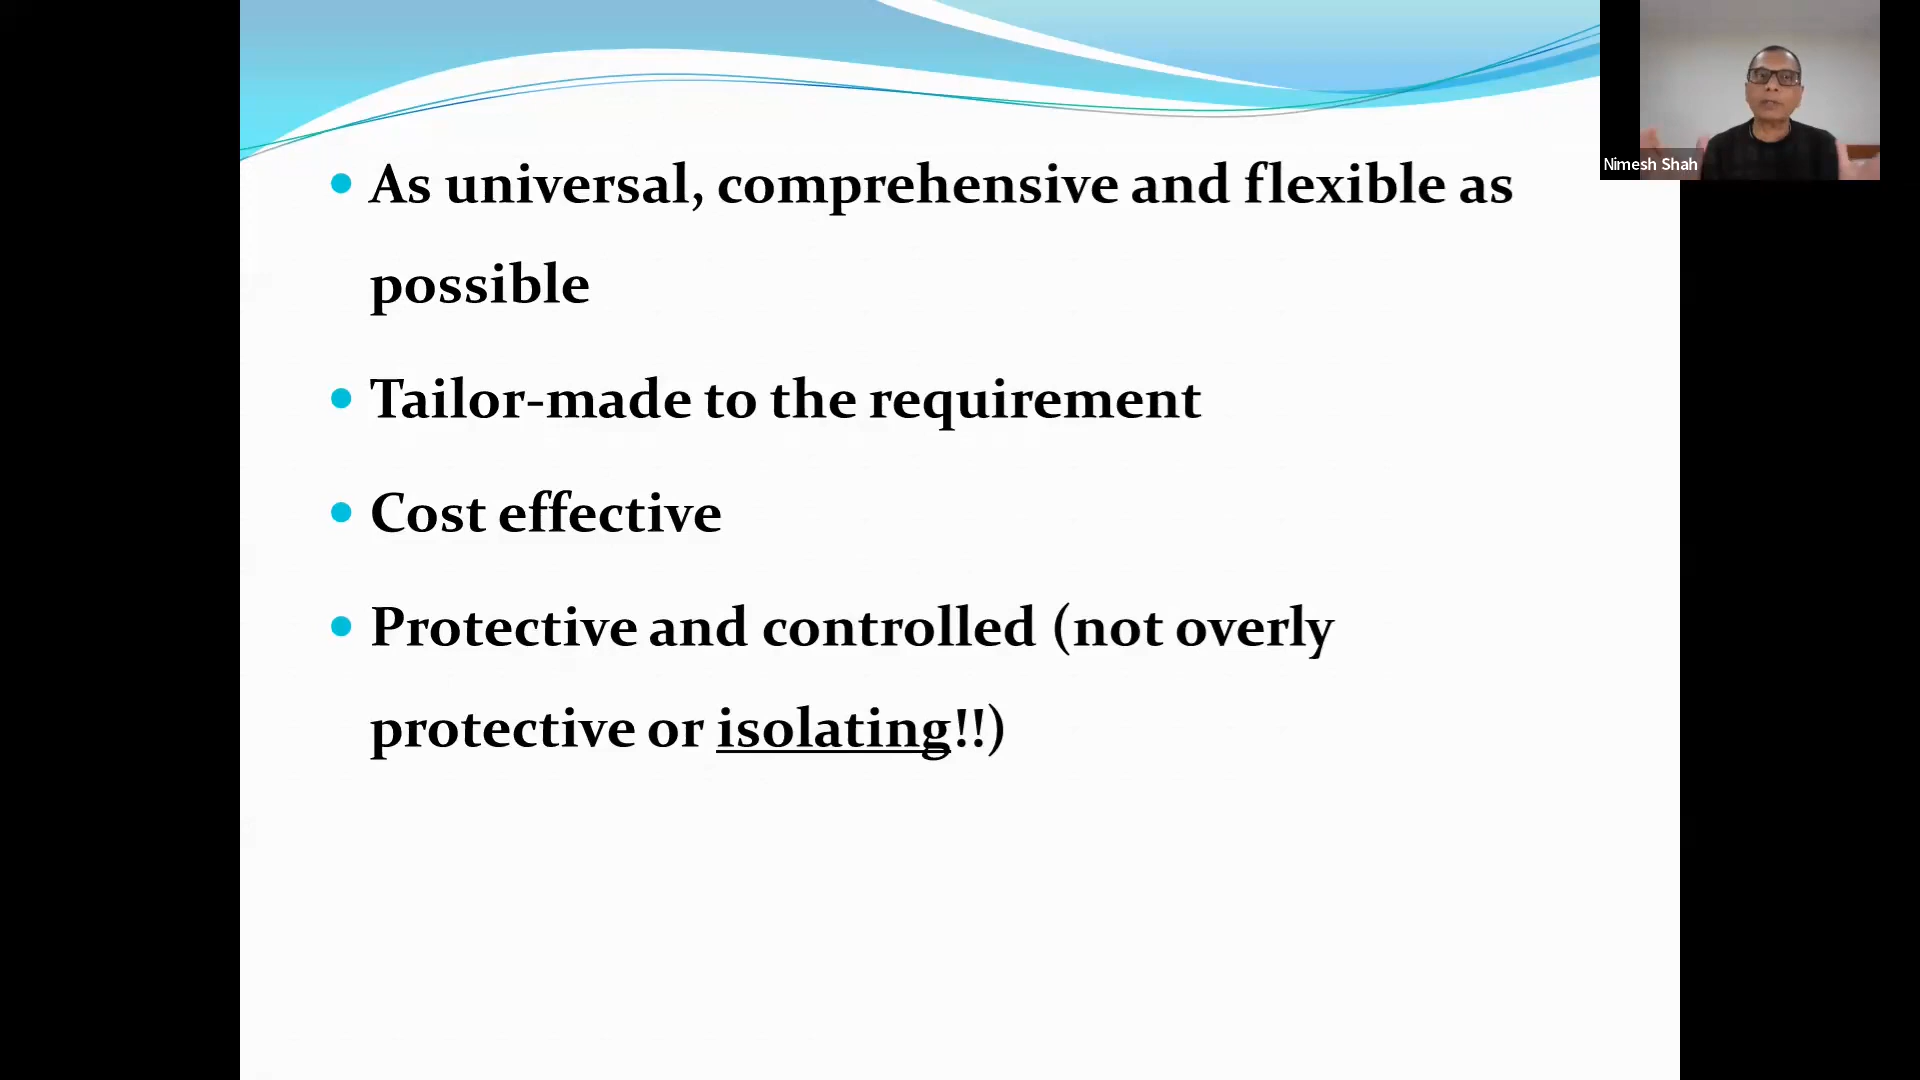 As universal, comprehensive and flexible as
possible
Tailor-made to the requirement
Cost effective
Protective and controlled (not overly
protective or isolating!!)
Nimesh Shah